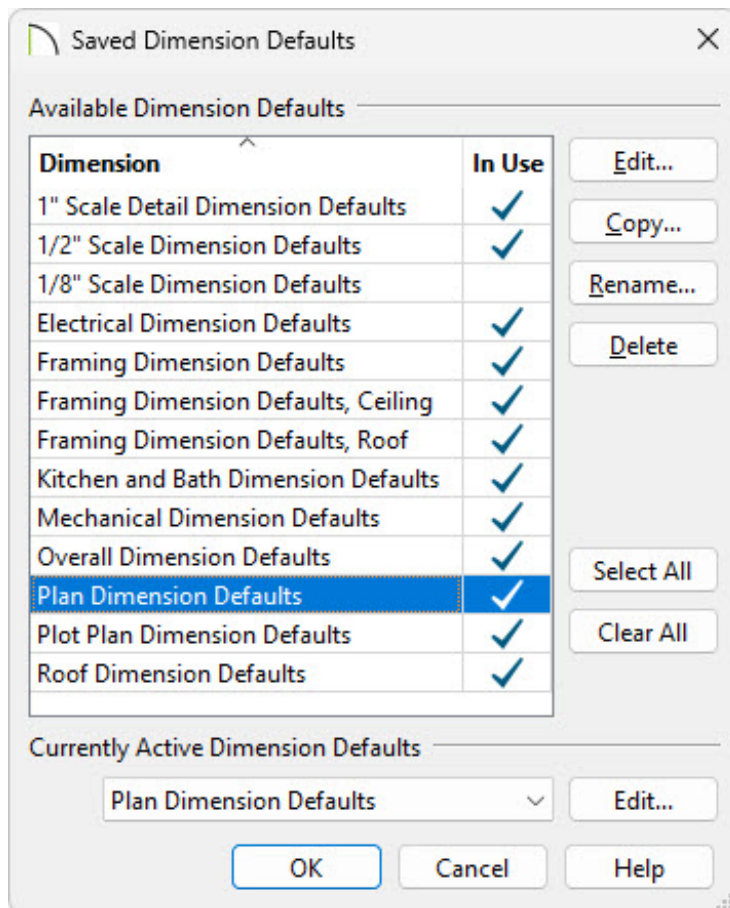 Saved Dimension Defaults
Available Dimension Defaults
Dimension In Use
Edit...
1" Scale Detail Dimension Defaults
Copy...
1/2" Scale Dimension Defaults
1/8" Scale Dimension Defaults
Rename...
Electrical Dimension Defaults
Delete
Framing Dimension Defaults
Framing Dimension Defaults, Ceiling
Framing Dimension Defaults, Roof
Kitchen and Bath Dimension Defaults
Mechanical Dimension Defaults
Overall Dimension Defaults
Select All
Plan Dimension Defaults
Plot Plan Dimension Defaults
Clear All
Roof Dimension Defaults
Currently Active Dimension Defaults
Plan Dimension Defaults Edit...
OK Cancel Help